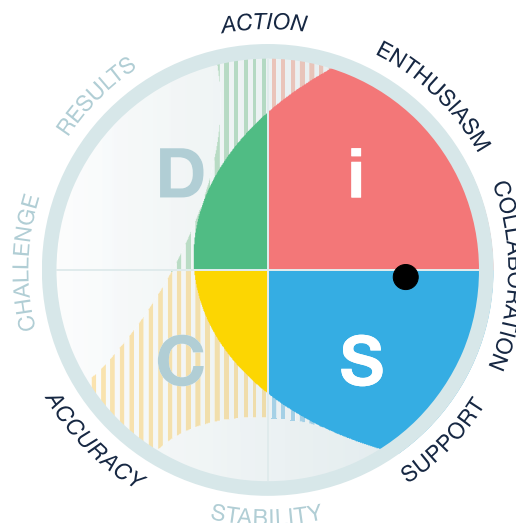 ACTION
ENTHUSIASM
COLLABORATION
SUPPORT
STABILITY
ACCURACY
CHALLENGE
RESULTS
D
i
C
S